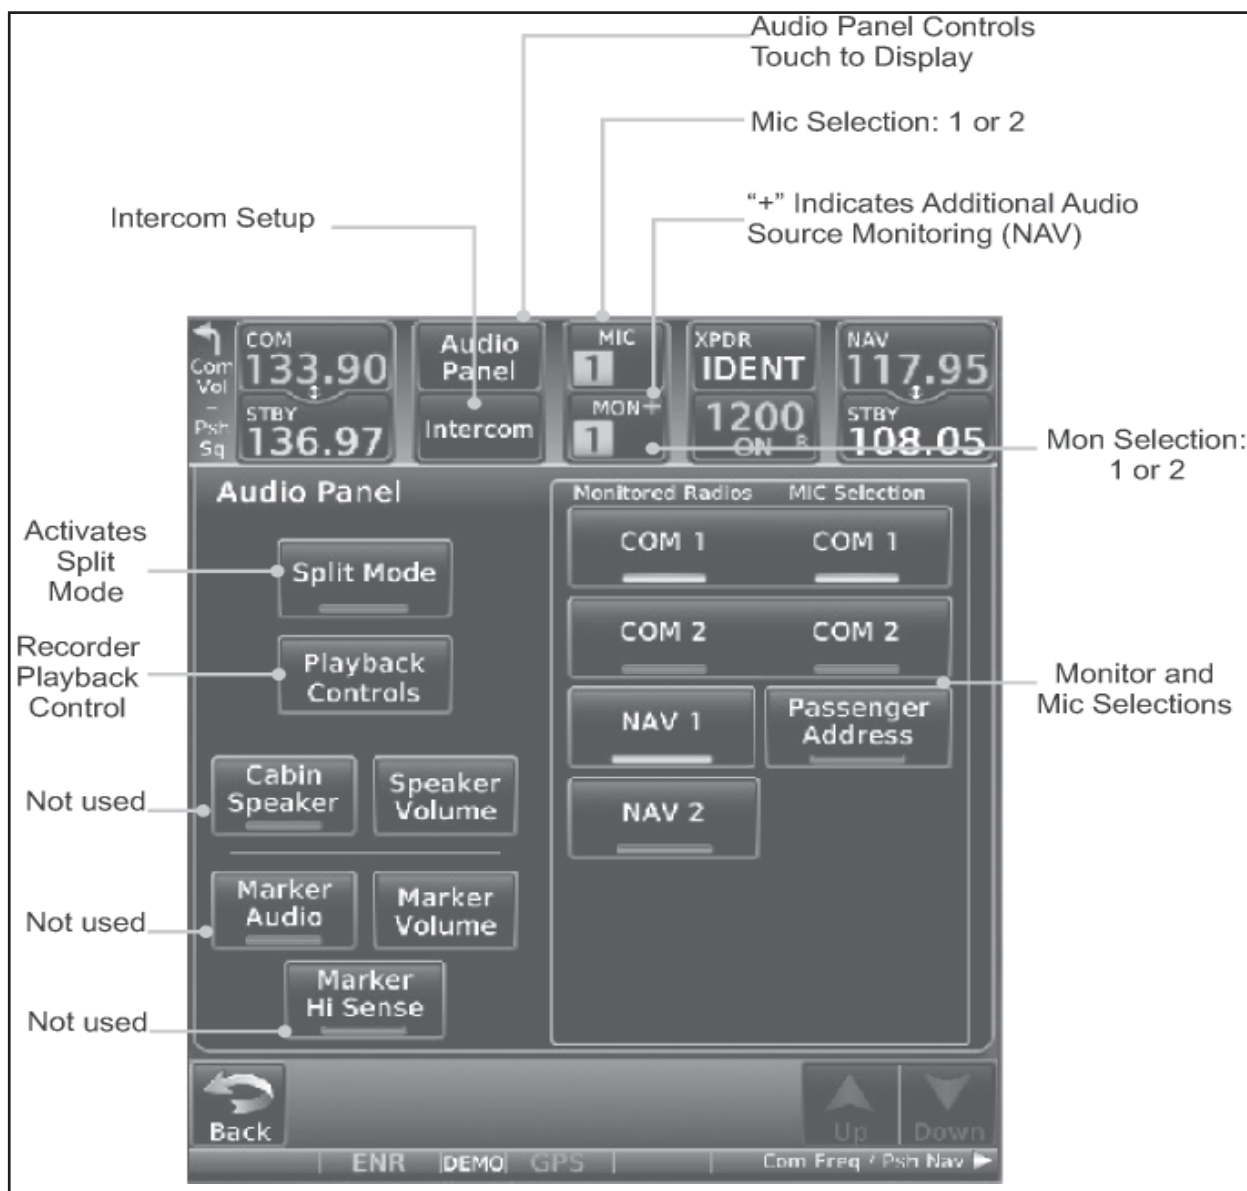 Audio Panel Controls
Touch to Display
Mic Selection: 1 or 2
"+" Indicates Additional Audio
Source Monitoring (NAV)
Intercom Setup
Com
Vol
–
Psh
Sq
COM
133.90
STBY
136.97
Audio
Panel
Intercom
MIC
1
MON+
1
XPDR
IDENT
1200
ON R
NAV
117.95
STBY
108.05
Mon Selection:
1 or 2
Audio Panel
Activates
Split
Mode
Split Mode
Recorder
Playback
Control
Playback
Controls
Not used
Cabin
Speaker
Speaker
Volume
Not used
Marker
Audio
Marker
Volume
Not used
Marker
Hi Sense
Monitored Radios MIC Selection
COM 1 COM 1
COM 2 COM 2
NAV 1
Passenger
Address
NAV 2
Monitor and
Mic Selections
Back
Up
Down
ENR DEMO GPS
Com Freq / Psh Nav